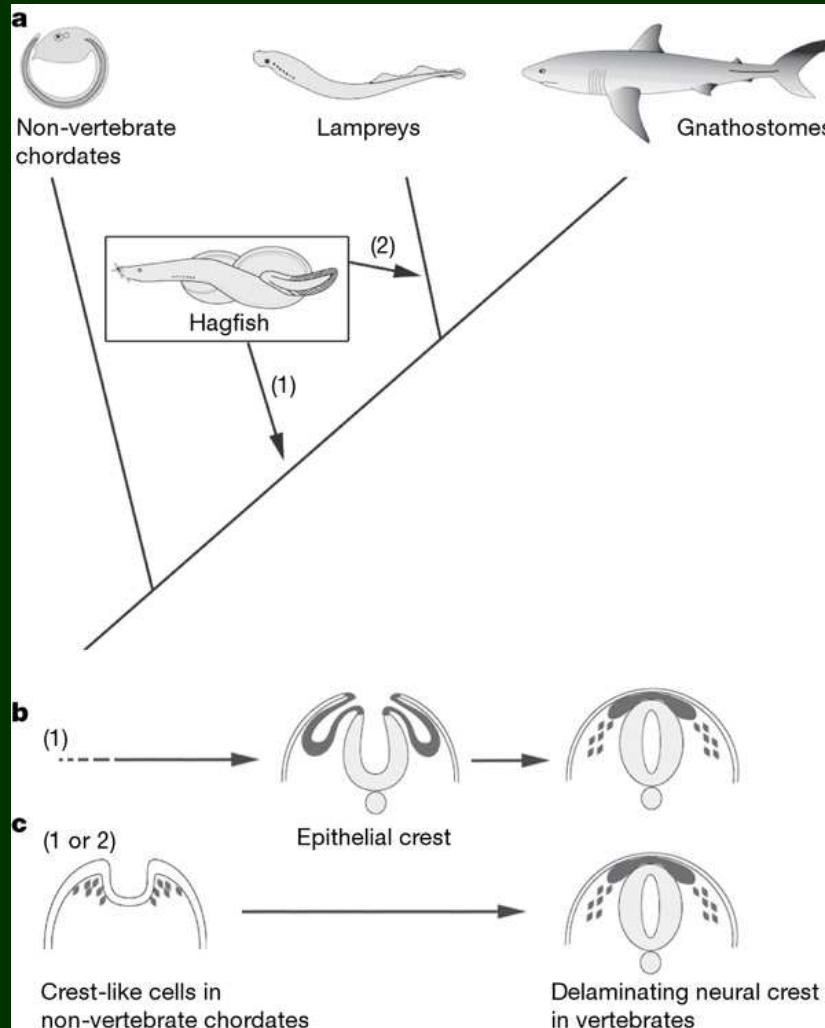 a
Non-vertebrate
chordates
Lampreys
Gnathostomes
(2)
Hagfish
(1)
b
(1)
Epithelial crest
c
(1 or 2)
Crest-like cells in
non-vertebrate chordates
Delaminating neural crest
in vertebrates